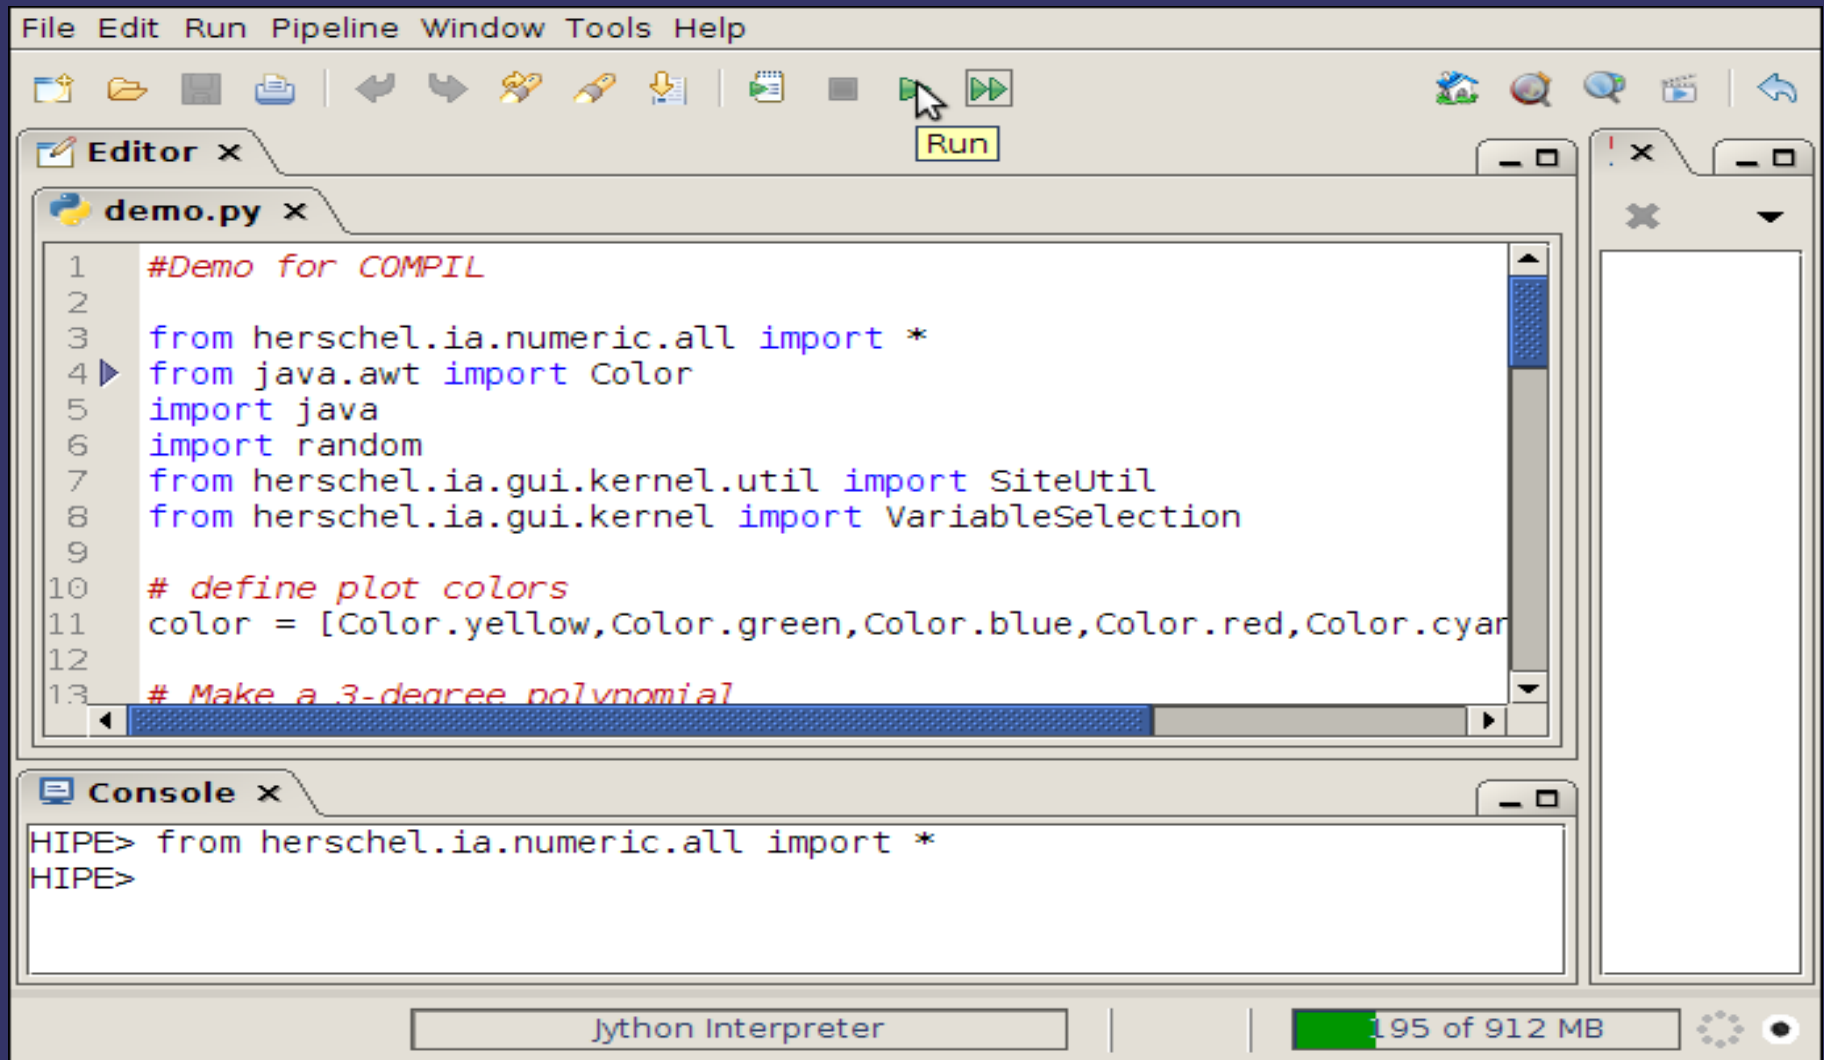 File Edit Run Pipeline Window Tools Help
Run
Editor
demo.py
1 #Demo for COMPIL
2
3 from herschel.ia.numeric.all import *
4 from java.awt import Color
5 import java
6 import random
7 from herschel.ia.gui.kernel.util import SiteUtil
8 from herschel.ia.gui.kernel import VariableSelection
9
10 # define plot colors
11 color = [Color.yellow,Color.green,Color.blue,Color.red,Color.cyan
12
13 # Make a 3-degree polynomial
Console
HIPE> from herschel.ia.numeric.all import *
HIPE>
Jython Interpreter
195 of 912 MB